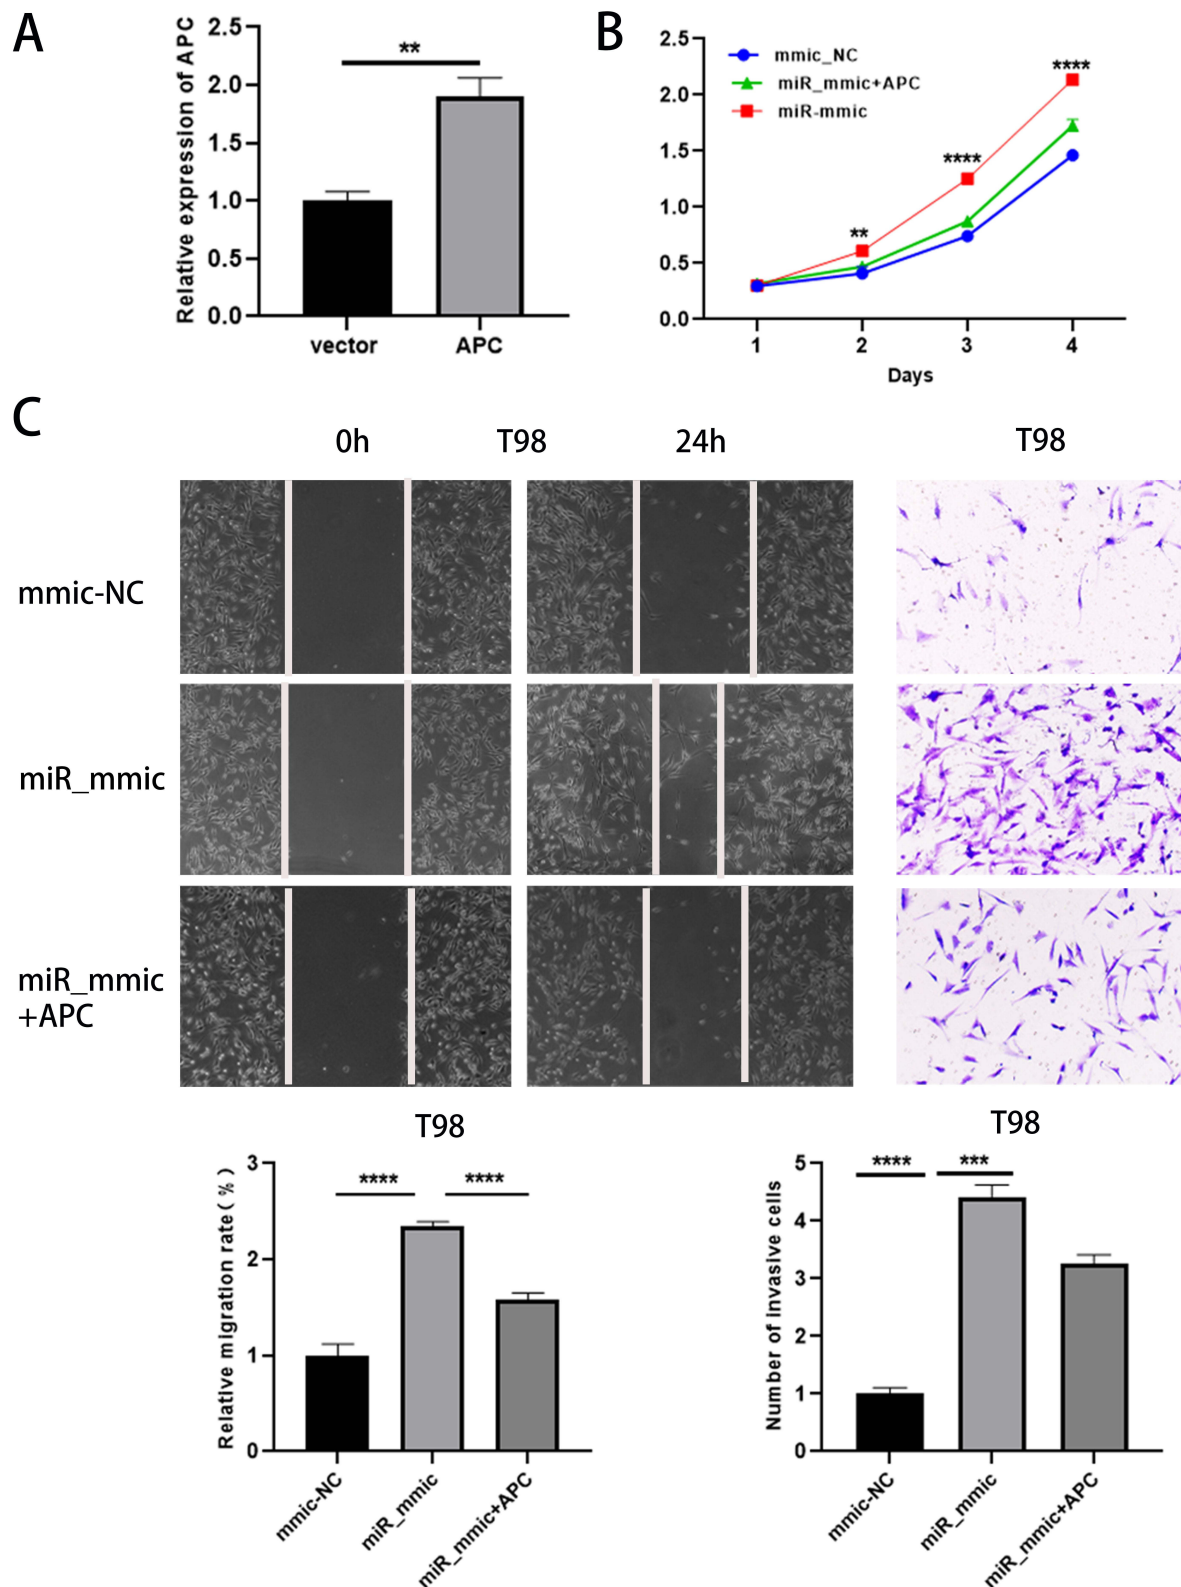 A
Relative expression of APC
2.5
2.0
1.5
1.0
0.5
0.0
**
vector
APC
B
2.5
2.0
1.5
1.0
0.5
0.0
mmic_NC
miR_mmic+APC
miR-mmic
**
****
****
1
2
3
4
Days
C
0h
T98
24h
T98
mmic-NC
miR_mmic
miR_mmic
+APC
T98
Relative migration rate(%)
3
2
1
0
****
****
mmic-NC
miR_mmic
miR_mmic+APC
T98
Number of invasive cells
5
4
3
2
1
0
****
***
mmic-NC
miR_mmic
miR_mmic+APC